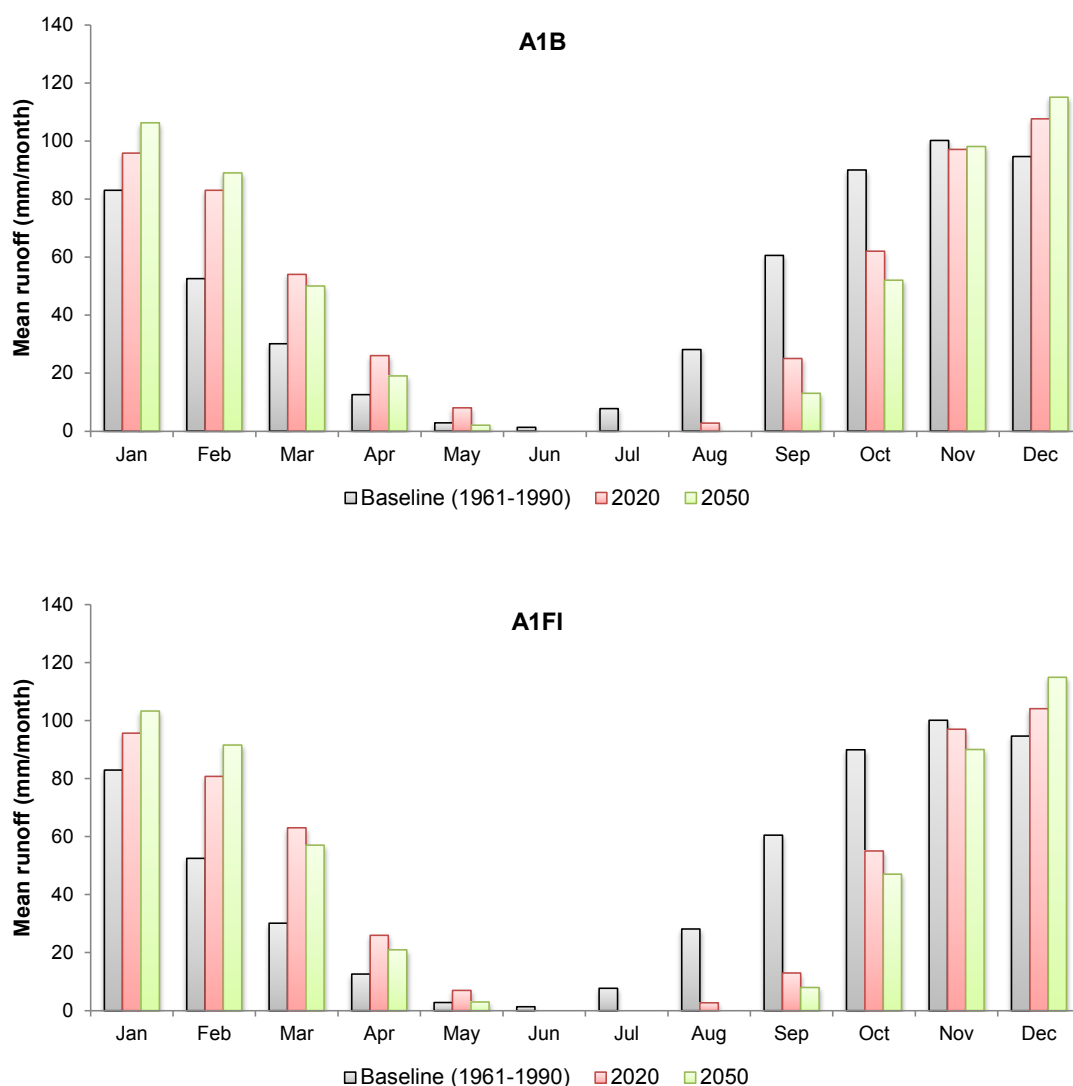 A1B
Mean runoff (mm/month)
140
120
100
80
60
40
20
0
Jan Feb Mar Apr May Jun Jul Aug Sep Oct Nov Dec
Baseline (1961-1990) 2020 2050
A1FI
Mean runoff (mm/month)
140
120
100
80
60
40
20
0
Jan Feb Mar Apr May Jun Jul Aug Sep Oct Nov Dec
Baseline (1961-1990) 2020 2050